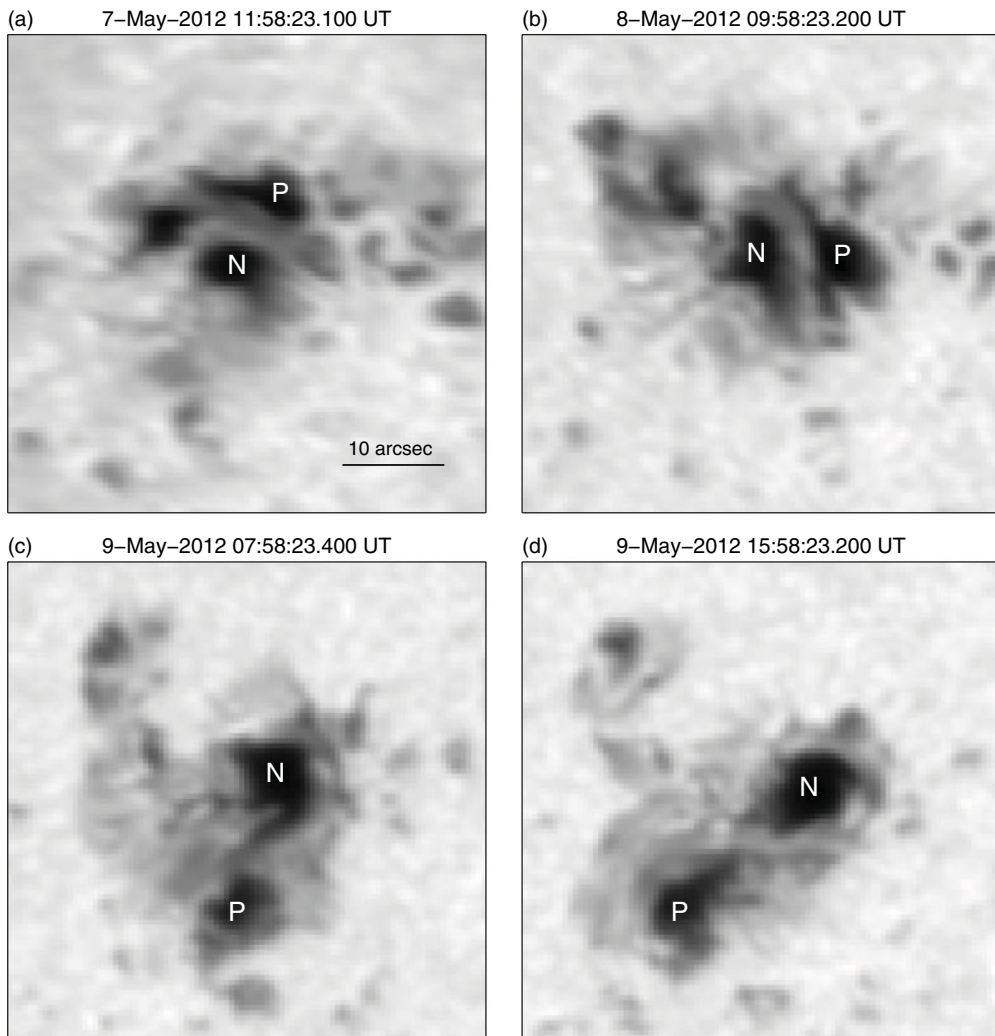 (a) 7–May–2012 11:58:23.100 UT
P
N
10 arcsec
(b) 8–May–2012 09:58:23.200 UT
N
P
(c) 9–May–2012 07:58:23.400 UT
N
P
(d) 9–May–2012 15:58:23.200 UT
N
P